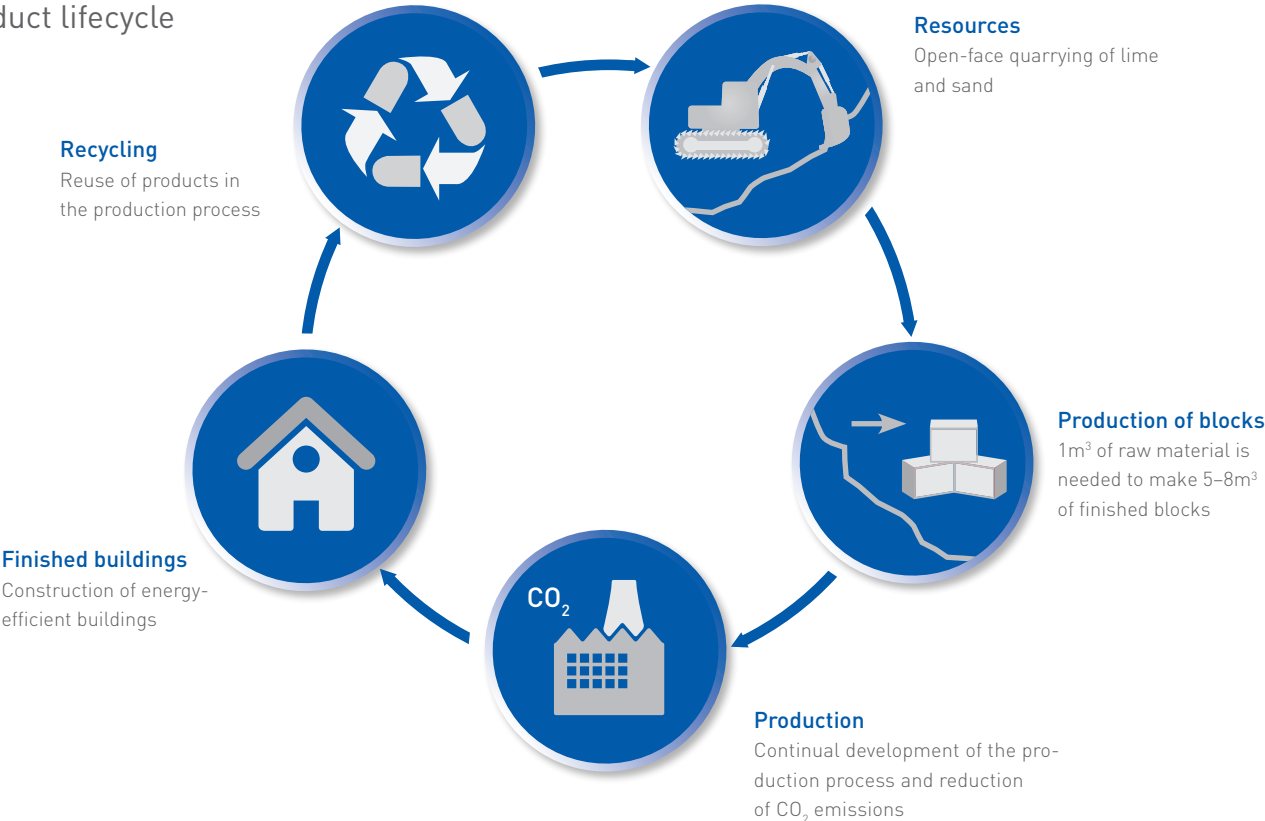 duct lifecycle
Resources
Open-face quarrying of lime
and sand
Recycling
Reuse of products in
the production process
Production of blocks
1m³ of raw material is
needed to make 5–8m³
of finished blocks
Finished buildings
Construction of energy-
efficient buildings
CO₂
Production
Continual development of the pro-
duction process and reduction
of CO₂ emissions